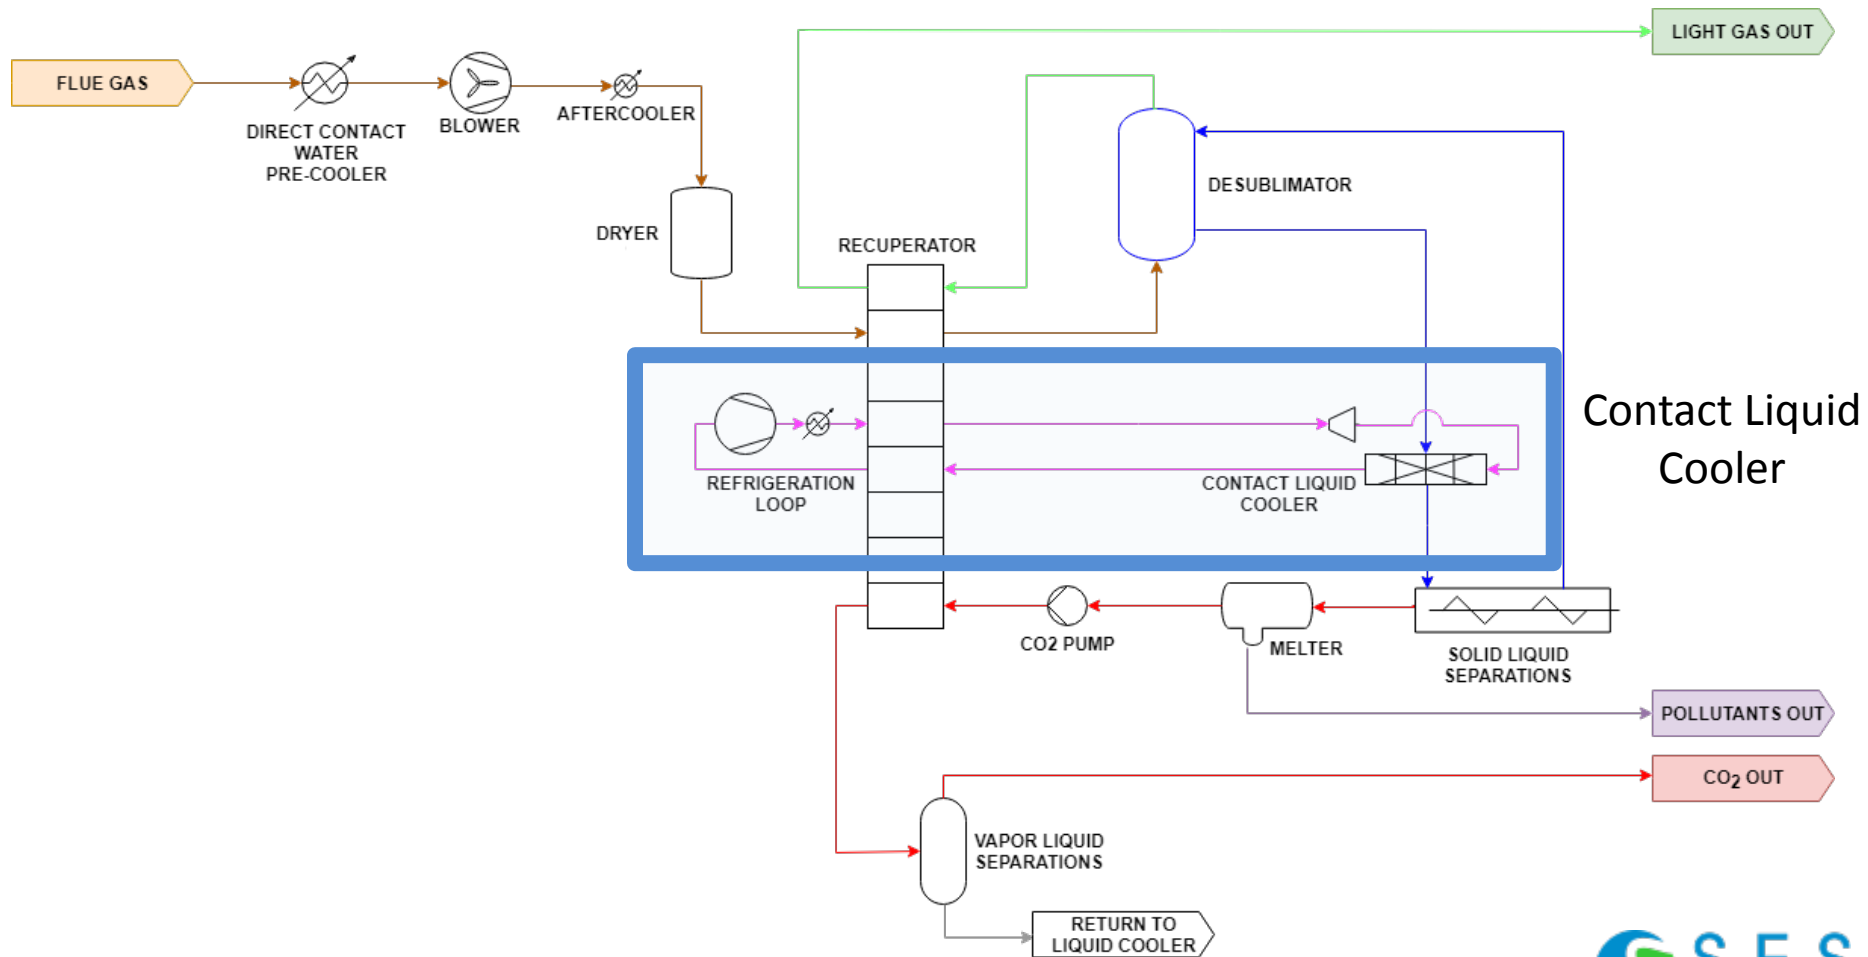 LIGHT GAS OUT
FLUE GAS
DIRECT CONTACT
WATER
PRE-COOLER
BLOWER
AFTERCOOLER
DESUBLIMATOR
DRYER
RECUPERATOR
Contact Liquid
Cooler
REFRIGERATION
LOOP
CONTACT LIQUID
COOLER
CO2 PUMP
MELTER
SOLID LIQUID
SEPARATIONS
POLLUTANTS OUT
CO2 OUT
VAPOR LIQUID
SEPARATIONS
RETURN TO
LIQUID COOLER
S E S